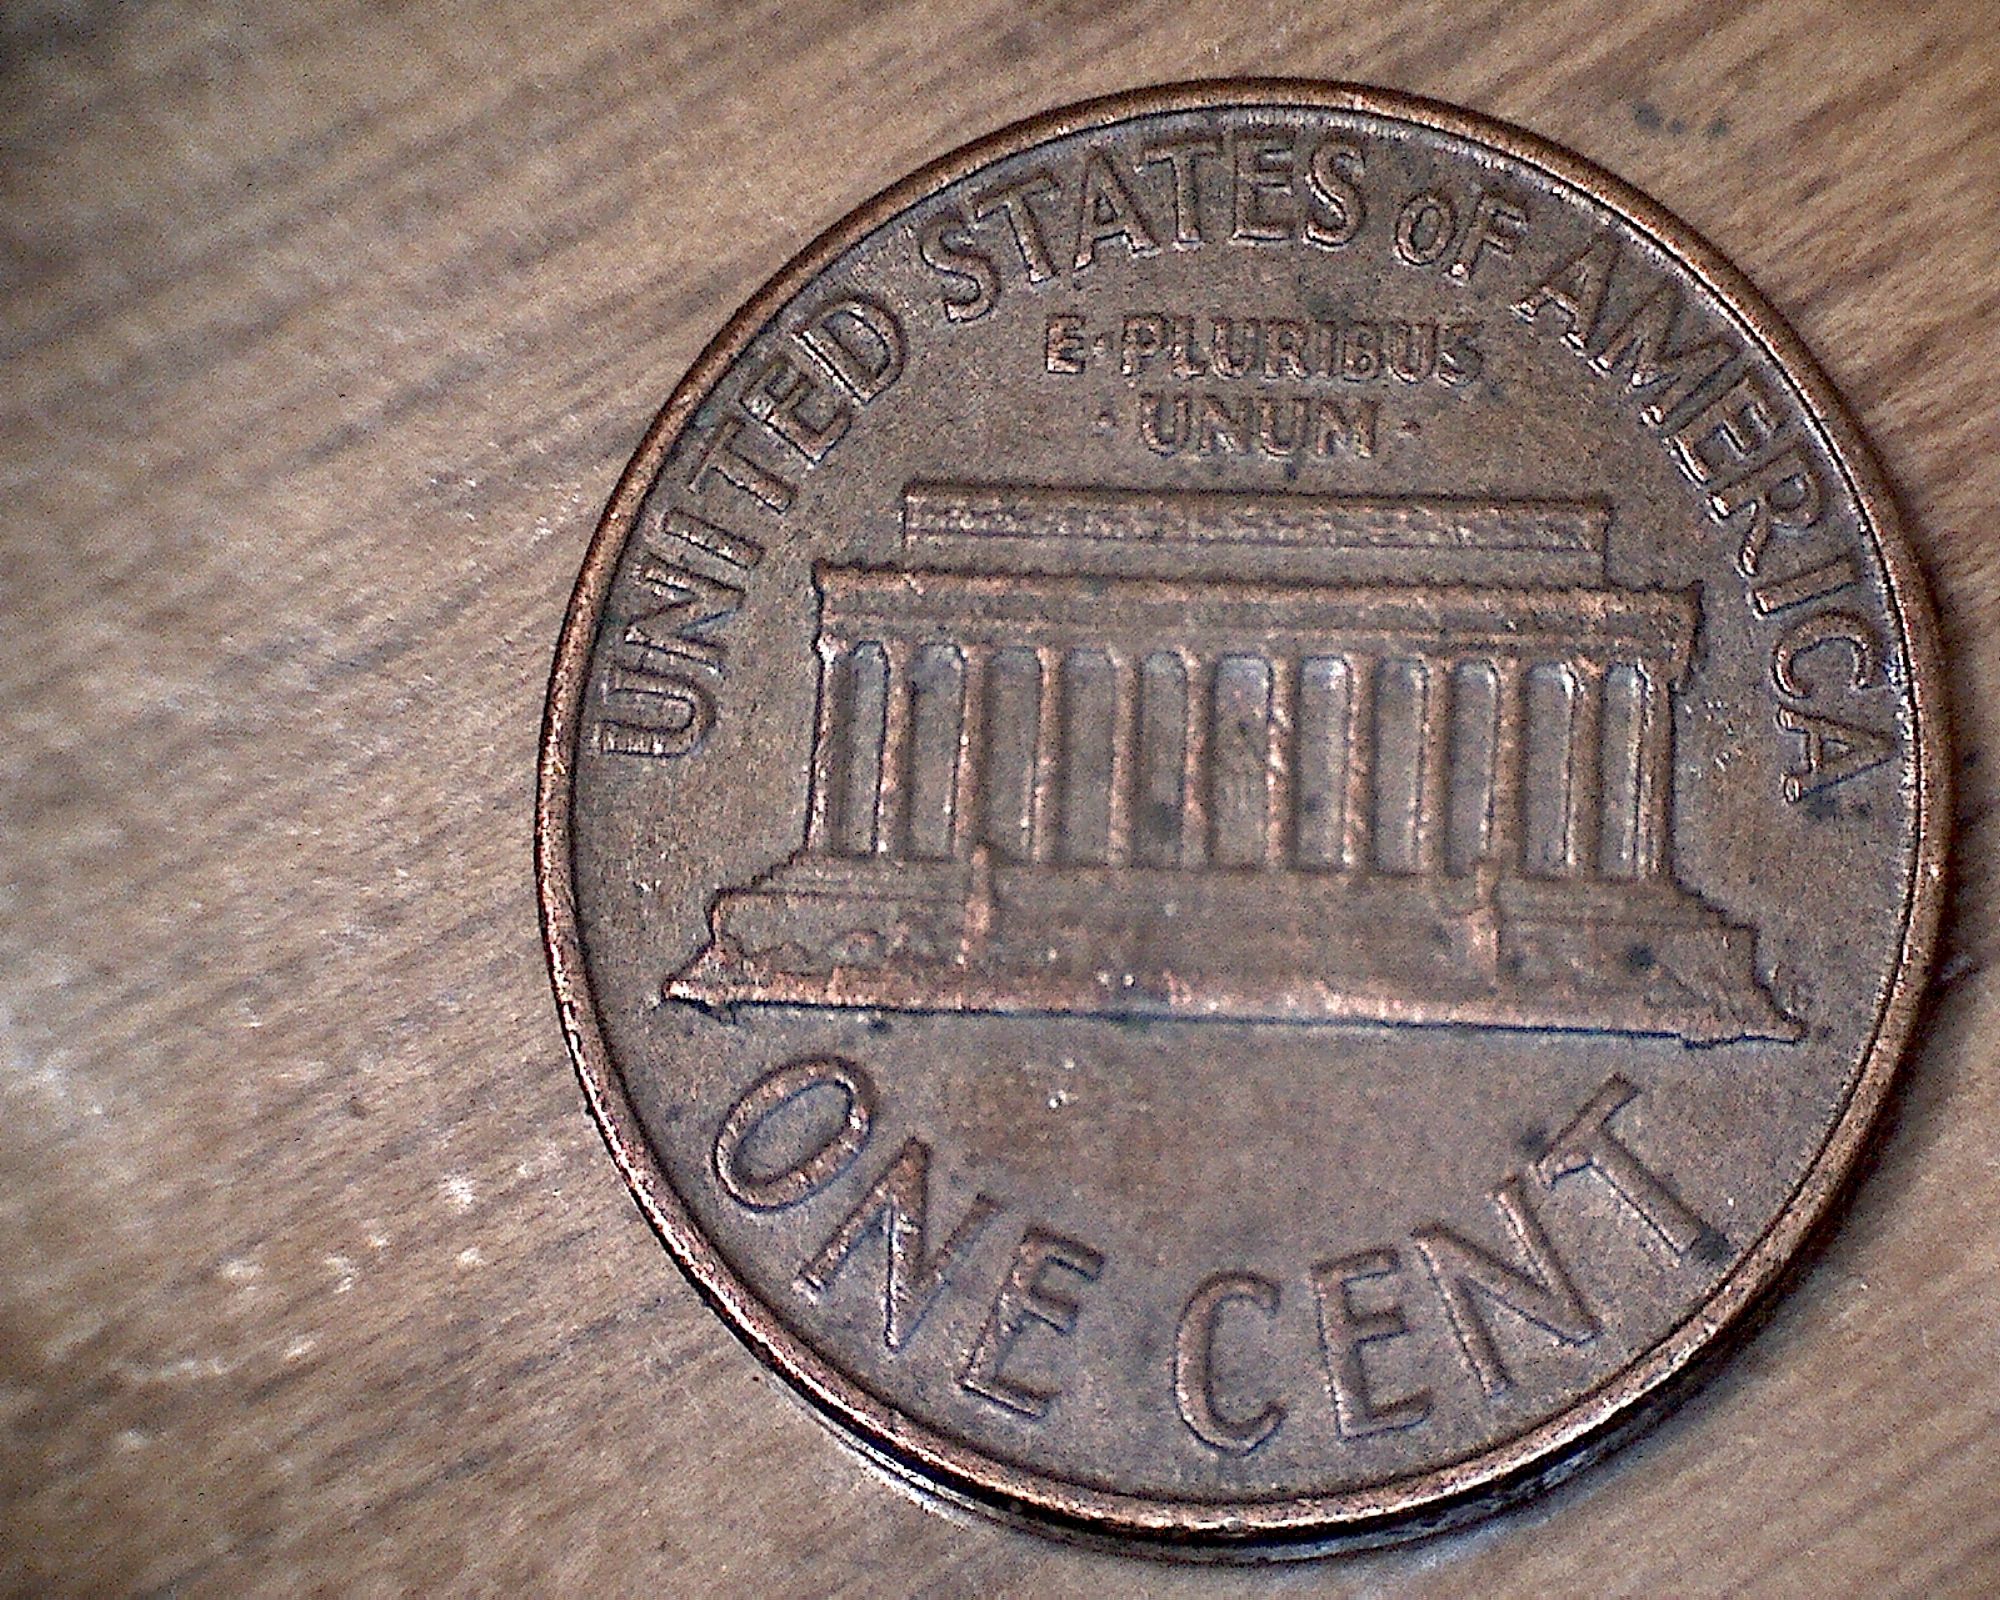 UNITED STATES OF AMERICA
E·PLURIBUS
·UNUM·
ONE CENT